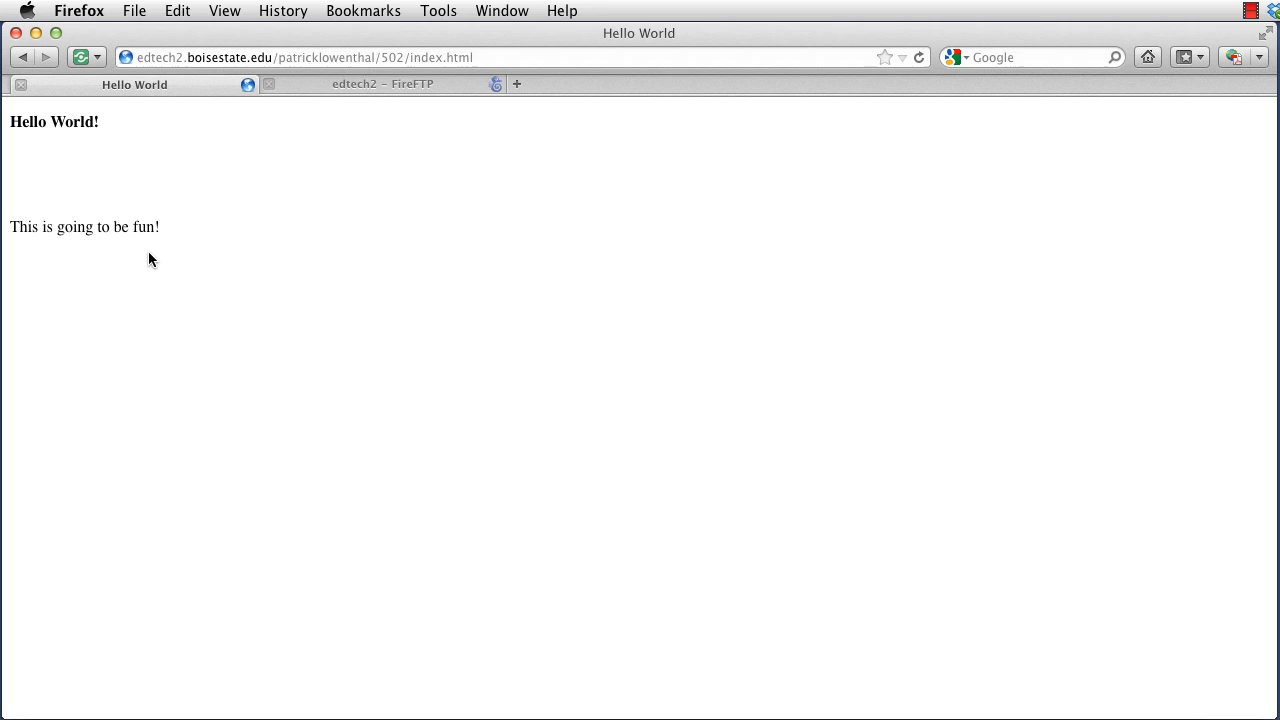 Firefox File Edit View History Bookmarks Tools Window Help
Hello World
edtech2.boisestate.edu/patricklowenthal/502/index.html Google
Hello World edtech2 - FireFTP +
Hello World!
This is going to be fun!